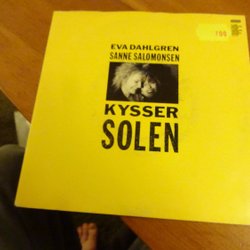 EVA DAHLGREN
SANNE SALOMONSEN
KYSSER
SOLEN